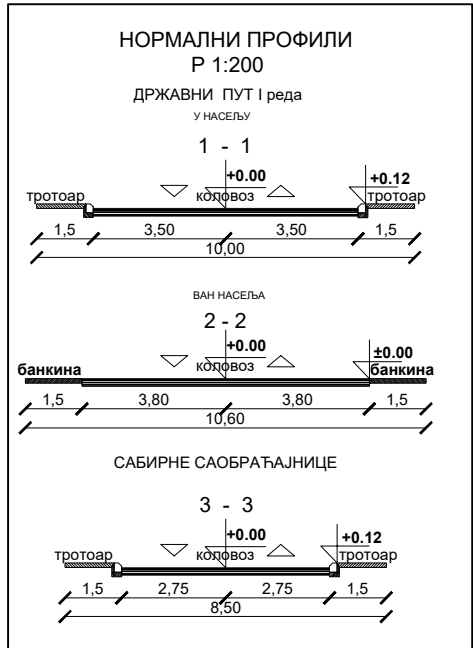 НОРМАЛНИ ПРОФИЛИ
Р 1:200
ДРЖАВНИ ПУТ I реда
У НАСЕЉУ
1 - 1
+0.00
+0.12
тротоар
коловоз
тротоар
1,5 3,50 3,50 1,5
10,00
ВАН НАСЕЉА
2 - 2
+0.00
±0.00
банкина
коловоз
банкина
1,5 3,80 3,80 1,5
10,60
САБИРНЕ САОБРАЋАЈНИЦЕ
3 - 3
+0.00
+0.12
тротоар
коловоз
тротоар
1,5 2,75 2,75 1,5
8,50